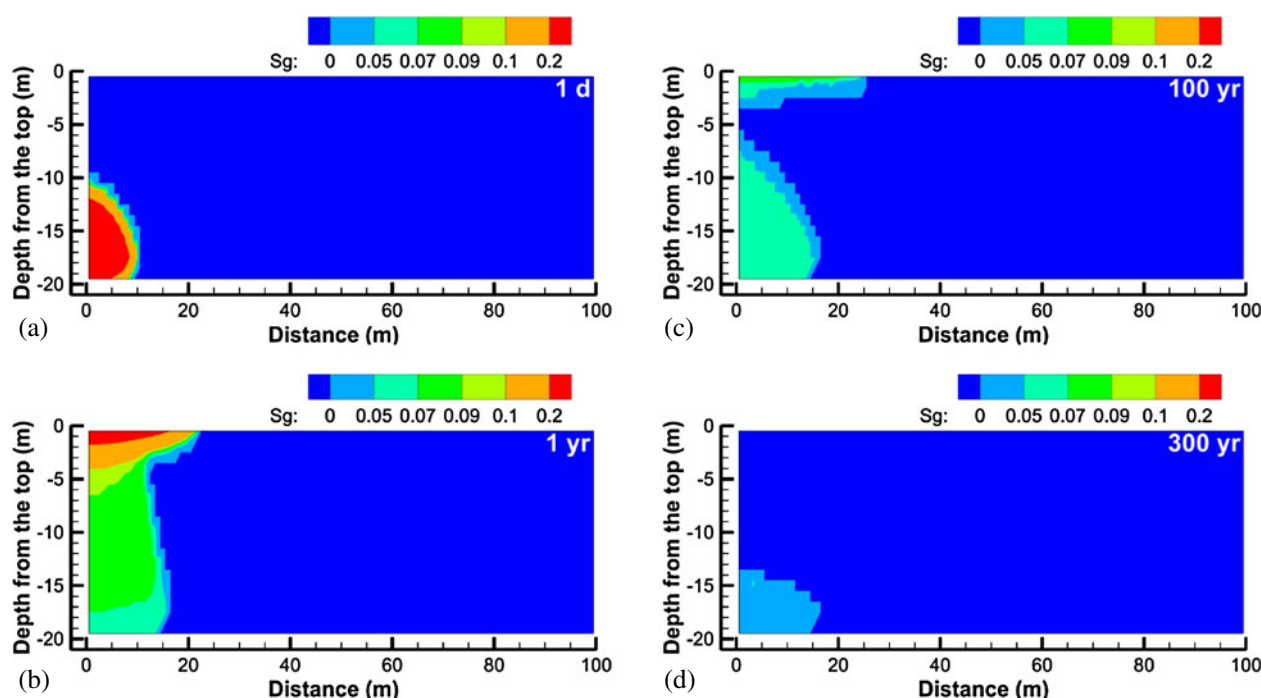 Sg: 0 0.05 0.07 0.09 0.1 0.2
0
-5
-10
-15
-20
Depth from the top (m)
1 d
0 20 40 60 80 100
Distance (m)
(a)
Sg: 0 0.05 0.07 0.09 0.1 0.2
0
-5
-10
-15
-20
Depth from the top (m)
100 yr
0 20 40 60 80 100
Distance (m)
(c)
Sg: 0 0.05 0.07 0.09 0.1 0.2
0
-5
-10
-15
-20
Depth from the top (m)
1 yr
0 20 40 60 80 100
Distance (m)
(b)
Sg: 0 0.05 0.07 0.09 0.1 0.2
0
-5
-10
-15
-20
Depth from the top (m)
300 yr
0 20 40 60 80 100
Distance (m)
(d)